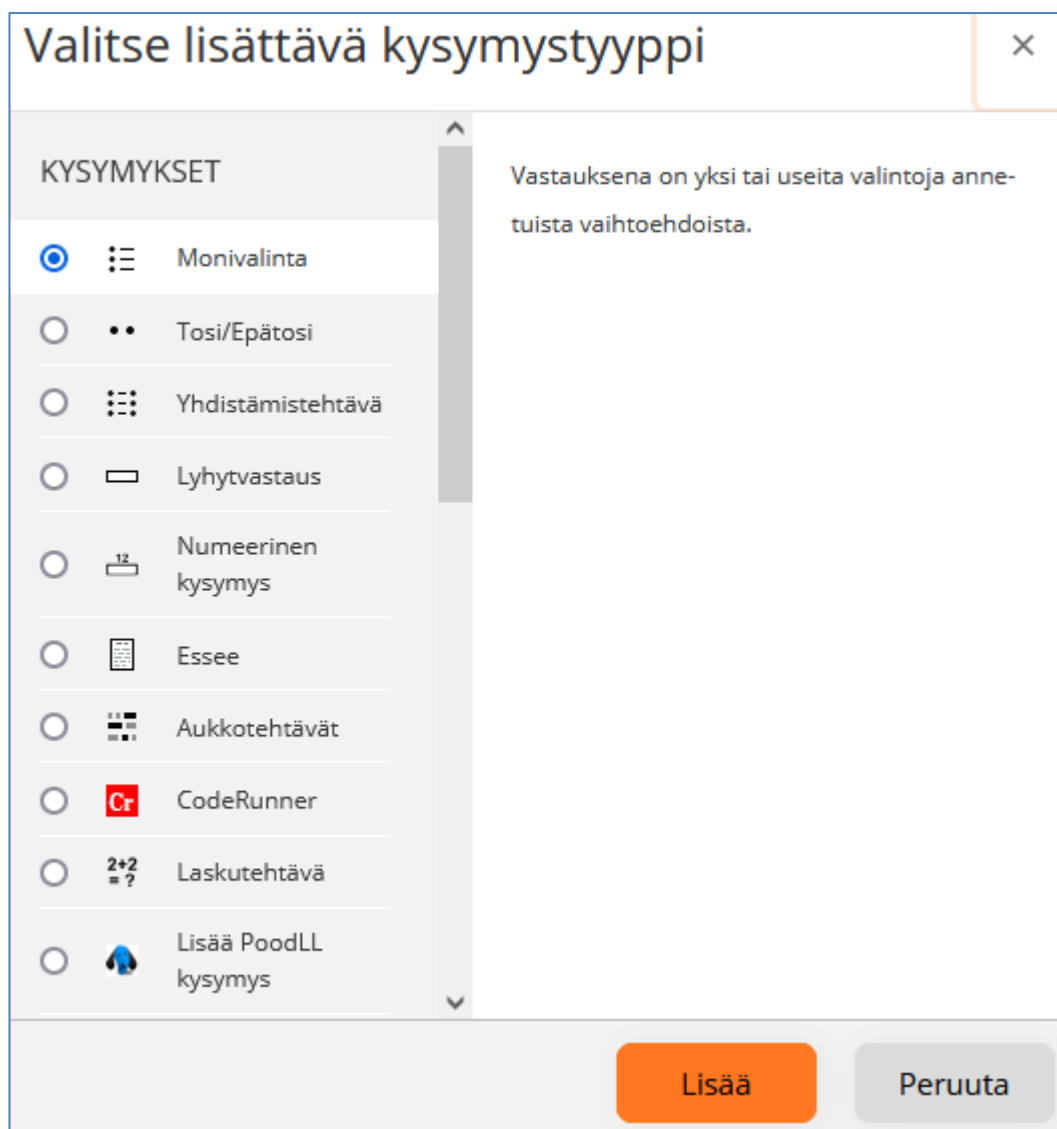 Valitse lisättävä kysymystyyppi
×
KYSYMYKSET
Monivalinta
Tosi/Epätosi
Yhdistämistehtävä
Lyhytvastaus
12
Numeerinen
kysymys
Essee
Aukkotehtävät
Cr
CodeRunner
2+2
= ?
Laskutehtävä
Lisää PoodLL
kysymys
Vastauksena on yksi tai useita valintoja anne-
tuista vaihtoehdoista.
Lisää
Peruuta